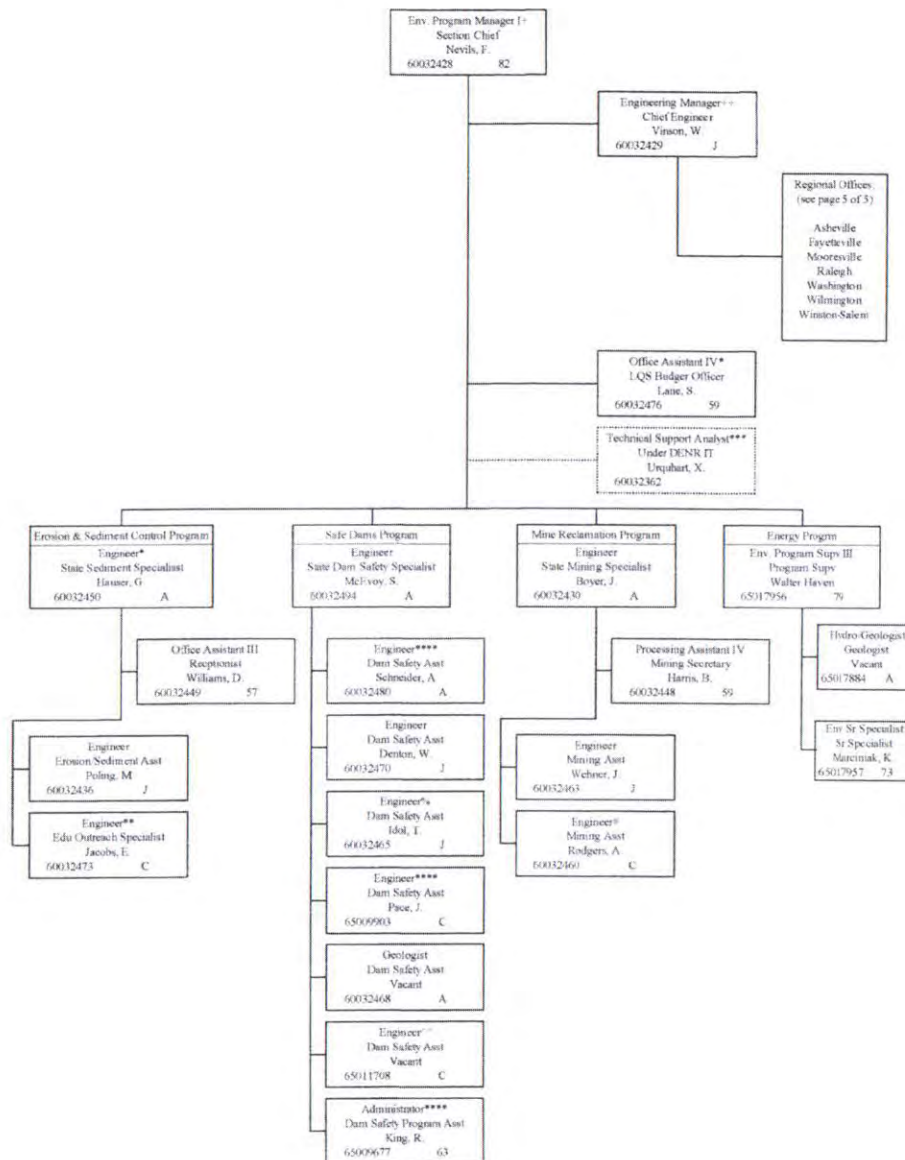 Env. Program Manager I+
Section Chief
Nevils, F.
60032428 82
Engineering Manager++
Chief Engineer
Vinson, W
60032429 J
Regional Offices
(see page 5 of 5)
Asheville
Fayetteville
Mooresville
Raleigh
Washington
Wilmington
Winston-Salem
Office Assistant IV*
LQS Budget Officer
Lane, S.
60032476 59
Technical Support Analyst***
Under DENR IT
Urquhart, X.
60032362
Erosion & Sediment Control Program
Engineer*
State Sediment Specialist
Hauser, G
60032450 A
Office Assistant III
Receptionist
Williams, D.
60032449 57
Engineer
Erosion/Sediment Asst
Poling, M
60032436 J
Engineer**
Edu Outreach Specialist
Jacobs, E
60032473 C
Safe Dams Program
Engineer
State Dam Safety Specialist
McEvoy, S.
60032494 A
Engineer****
Dam Safety Asst
Schneider, A
60032480 A
Engineer
Dam Safety Asst
Denton, W.
60032470 J
Engineer%
Dam Safety Asst
Idol, T.
60032465 J
Engineer****
Dam Safety Asst
Pace, J.
65009903 C
Geologist
Dam Safety Asst
Vacant
60032468 A
Engineer
Dam Safety Asst
Vacant
65011708 C
Administrator****
Dam Safety Program Asst
King, R.
65009677 63
Mine Reclamation Program
Engineer
State Mining Specialist
Boyer, J.
60032430 A
Processing Assistant IV
Mining Secretary
Harris, B.
60032448 59
Engineer
Mining Asst
Wehner, J.
60032463 J
Engineer
Mining Asst
Rodgers, A.
60032460 C
Energy Progrm
Env. Program Supv III
Program Supv
Walter Haven
65017956 79
Hydro-Geologist
Geologist
Vacant
65017884 A
Env Sr Specialist
Sr Specialist
Marciniak, K.
65017957 73